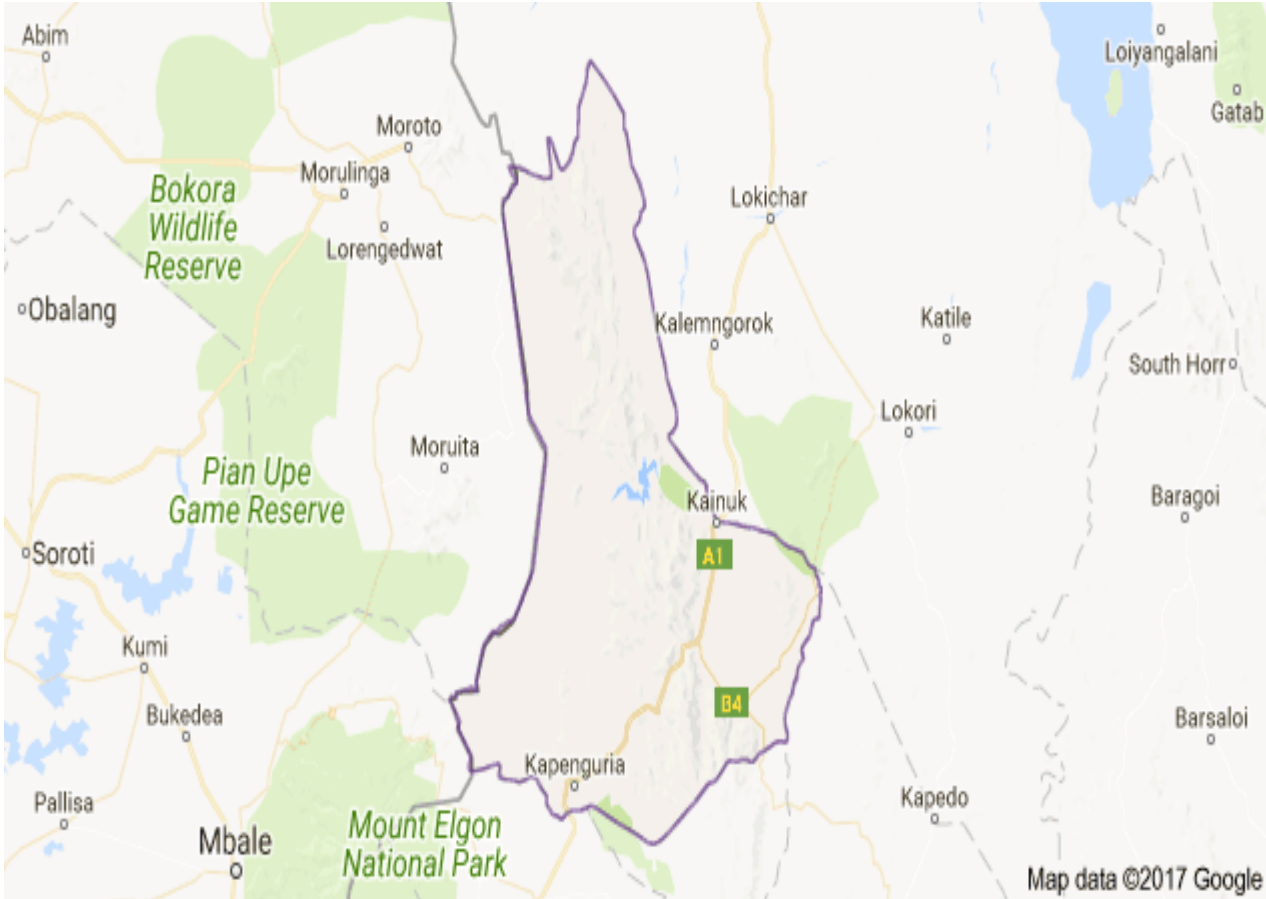 Abim
Loiyangalani
Gatab
Moroto
Morulinga
Bokora
Wildlife
Reserve
Lokichar
Lorengedwat
Obalang
Kalemngorok
Katile
South Horr
Lokori
Moruita
Pian Upe
Game Reserve
Kainuk
Baragoi
Soroti
A1
Kumi
B4
Bukedea
Barsaloi
Kapenguria
Pallisa
Kapedo
Mbale
Mount Elgon
National Park
Map data ©2017 Google